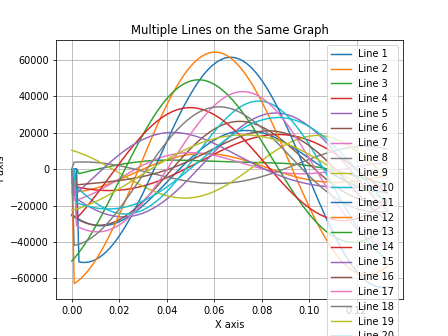 Multiple Lines on the Same Graph
60000
40000
20000
0
−20000
−40000
−60000
0.00
0.02
0.04
0.06
0.08
0.10
X axis
Line 1
Line 2
Line 3
Line 4
Line 5
Line 6
Line 7
Line 8
Line 9
Line 10
Line 11
Line 12
Line 13
Line 14
Line 15
Line 16
Line 17
Line 18
Line 19
Line 20